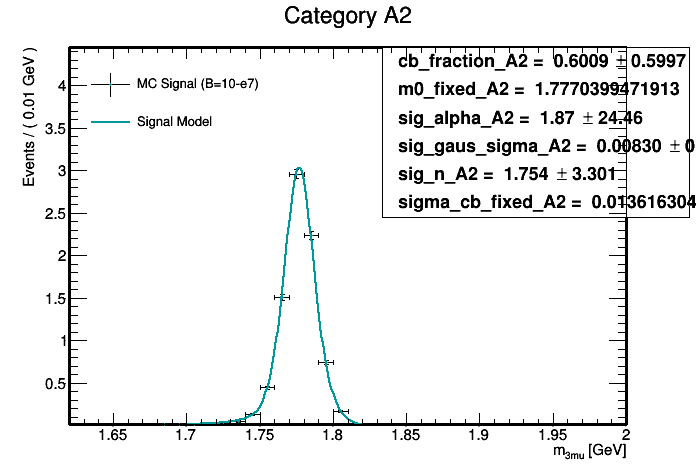 Category A2
Events / ( 0.01 GeV )
MC Signal (B=10-e7)
Signal Model
cb_fraction_A2 = 0.6009 ± 0.5997
m0_fixed_A2 = 1.7770399471913
sig_alpha_A2 = 1.87 ± 24.46
sig_gaus_sigma_A2 = 0.00830 ± 0
sig_n_A2 = 1.754 ± 3.301
sigma_cb_fixed_A2 = 0.013616304
4
3.5
3
2.5
2
1.5
1
0.5
1.65 1.7 1.75 1.8 1.85 1.9 1.95 2
m3mu [GeV]